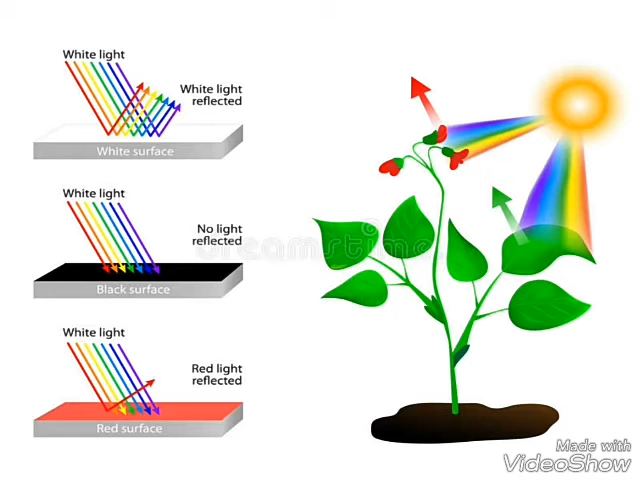 White light
White light
reflected
White surface
White light
No light
reflected
Black surface
White light
Red light
reflected
Red surface
dreamstime
Made with
VideoShow